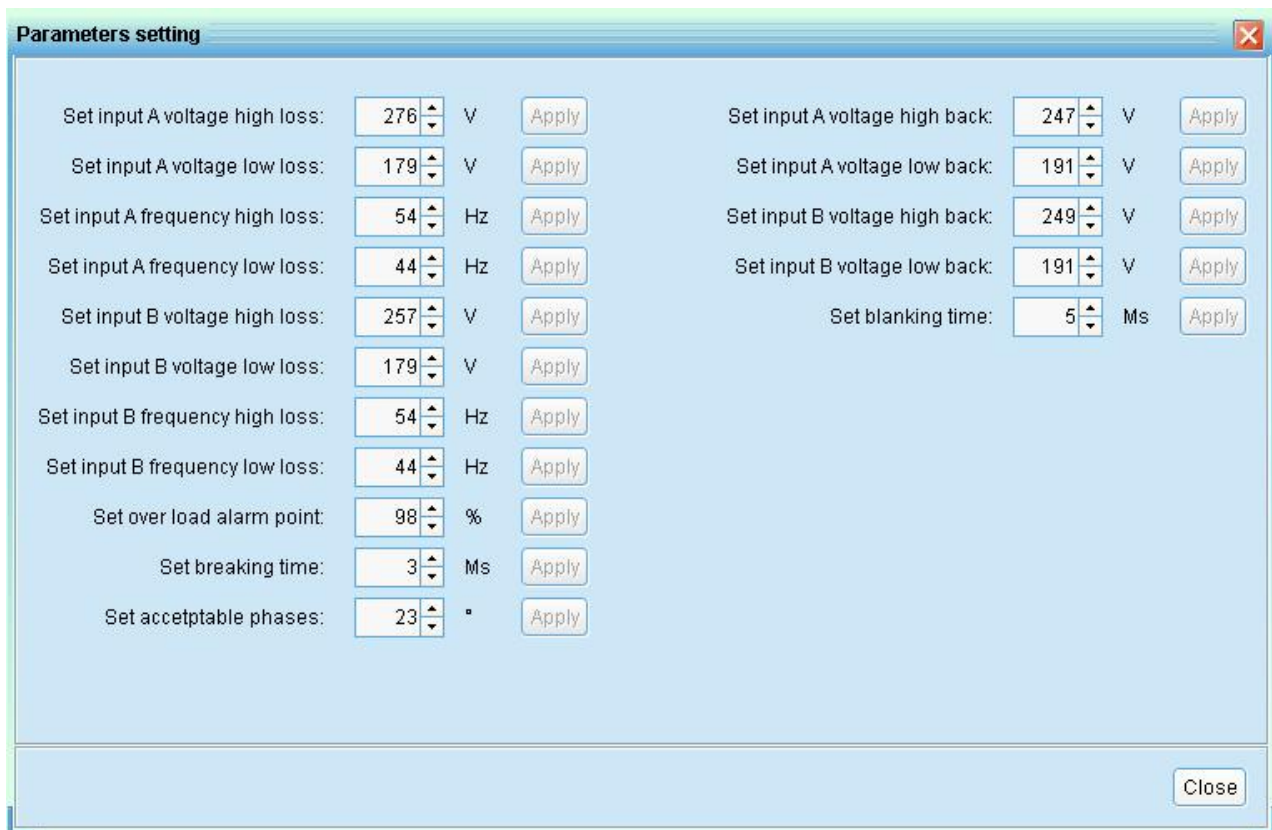 Parameters setting
Set input A voltage high loss: 276 V Apply
Set input A voltage low loss: 179 V Apply
Set input A frequency high loss: 54 Hz Apply
Set input A frequency low loss: 44 Hz Apply
Set input B voltage high loss: 257 V Apply
Set input B voltage low loss: 179 V Apply
Set input B frequency high loss: 54 Hz Apply
Set input B frequency low loss: 44 Hz Apply
Set over load alarm point: 98 % Apply
Set breaking time: 3 Ms Apply
Set accetptable phases: 23 ° Apply
Set input A voltage high back: 247 V Apply
Set input A voltage low back: 191 V Apply
Set input B voltage high back: 249 V Apply
Set input B voltage low back: 191 V Apply
Set blanking time: 5 Ms Apply
Close